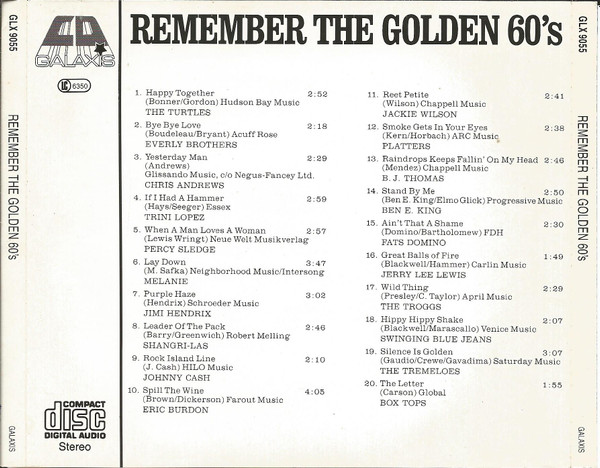 GLX 9055
REMEMBER THE GOLDEN 60's
GALAXIS
CD
GALAXIS
LC 6350
REMEMBER THE GOLDEN 60's
1. Happy Together 2:52
(Bonner/Gordon) Hudson Bay Music
THE TURTLES
2. Bye Bye Love 2:18
(Boudeleau/Bryant) Acuff Rose
EVERLY BROTHERS
3. Yesterday Man 2:29
(Andrews)
Glissando Music, c/o Negus-Fancey Ltd.
CHRIS ANDREWS
4. If I Had A Hammer 2:59
(Hays/Seeger) Essex
TRINI LOPEZ
5. When A Man Loves A Woman 2:57
(Lewis Wringt) Neue Welt Musikverlag
PERCY SLEDGE
6. Lay Down 3:47
(M. Safka) Neighborhood Music/Intersong
MELANIE
7. Purple Haze 3:02
(Hendrix) Schroeder Music
JIMI HENDRIX
8. Leader Of The Pack 2:46
(Barry/Greenwich) Robert Melling
SHANGRI-LAS
9. Rock Island Line 2:10
(J. Cash) HILO Music
JOHNNY CASH
10. Spill The Wine 4:05
(Brown/Dickerson) Farout Music
ERIC BURDON
11. Reet Petite 2:41
(Wilson) Chappell Music
JACKIE WILSON
12. Smoke Gets In Your Eyes 2:38
(Kern/Horbach) ARC Music
PLATTERS
13. Raindrops Keeps Fallin' On My Head 2:46
(Mendez) Chappell Music
B. J. THOMAS
14. Stand By Me 2:50
(Ben E. King/Elmo Glick) Progressive Music
BEN E. KING
15. Ain't That A Shame 2:30
(Domino/Bartholomew) FDH
FATS DOMINO
16. Great Balls of Fire 1:49
(Blackwell/Hammer) Carlin Music
JERRY LEE LEWIS
17. Wild Thing 2:29
(Presley/C. Taylor) April Music
THE TROGGS
18. Hippy Hippy Shake 2:07
(Blackwell/Marascallo) Venice Music
SWINGING BLUE JEANS
19. Silence Is Golden 3:07
(Gaudio/Crewe/Gavadima) Saturday Music
THE TREMELOES
20. The Letter 1:55
(Carson) Global
BOX TOPS
COMPACT
disc
DIGITAL AUDIO
Stereo
GLX 9055
REMEMBER THE GOLDEN 60's
GALAXIS